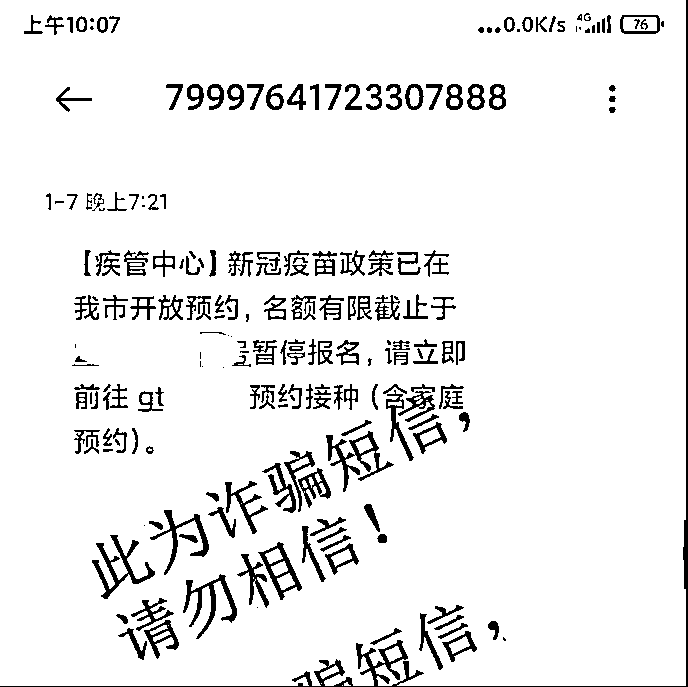 上午10:07
...0.0K/s 4G 76
79997641723307888
1-7 晚上7:21
【疾管中心】新冠疫苗政策已在
我市开放预约, 名额有限截止于
号暂停报名, 请立即
前往 gt 预约接种 (含家庭
预约)。
此为诈骗短信,
请勿相信!
骗短信,